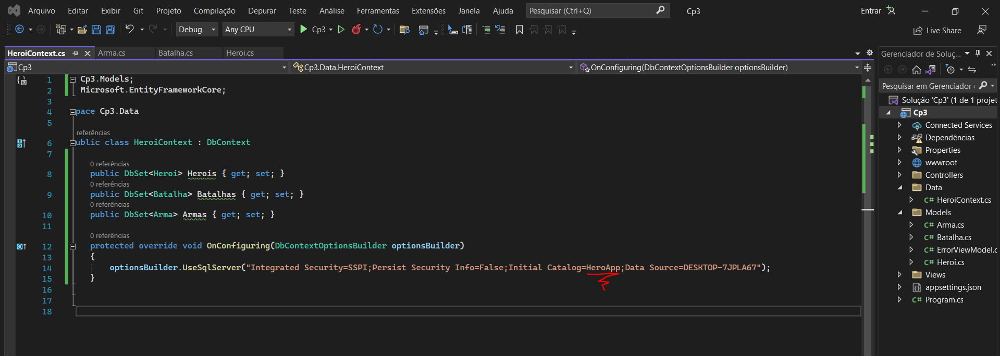 Arquivo Editar Exibir Git Projeto Compilação Depurar Teste Análise Ferramentas Extensões Janela Ajuda Pesquisar (Ctrl+Q) Cp3 Entrar
Debug Any CPU Cp3 Live Share
HeroiContext.cs Arma.cs Batalha.cs Heroi.cs
Cp3 Cp3.Data.HeroiContext OnConfiguring(DbContextOptionsBuilder optionsBuilder)
1 Cp3.Models;
2 Microsoft.EntityFrameworkCore;
3
4 pace Cp3.Data
5
referências
6 ublic class HeroiContext : DbContext
7
0 referências
8 public DbSet<Heroi> Herois { get; set; }
0 referências
9 public DbSet<Batalha> Batalhas { get; set; }
0 referências
10 public DbSet<Arma> Armas { get; set; }
11
0 referências
12 protected override void OnConfiguring(DbContextOptionsBuilder optionsBuilder)
13 {
14 optionsBuilder.UseSqlServer("Integrated Security=SSPI;Persist Security Info=False;Initial Catalog=HeroApp;Data Source=DESKTOP-7JPLA67");
15 }
16
17
18
Gerenciador de Soluç...
Pesquisar em Gerenciador
Solução 'Cp3' (1 de 1 projet
Cp3
Connected Services
Dependências
Properties
wwwroot
Controllers
Data
C# HeroiContext.cs
Models
C# Arma.cs
C# Batalha.cs
C# ErrorViewModel.c
C# Heroi.cs
Views
appsettings.json
C# Program.cs